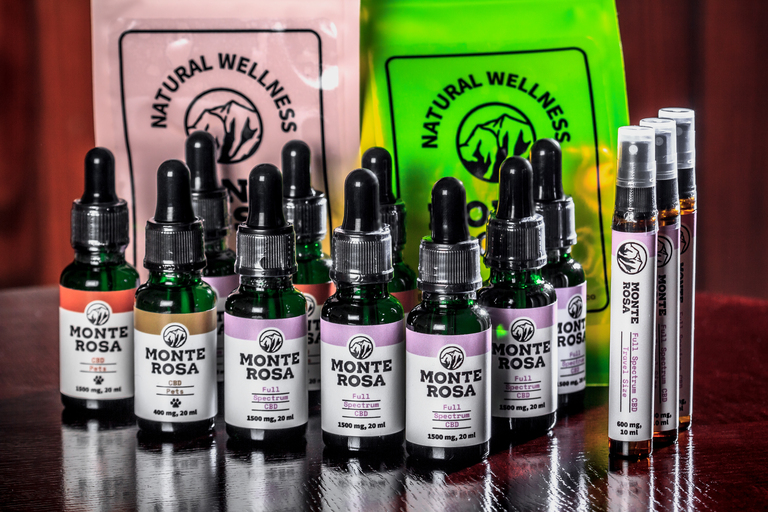 NATURAL WELLNESS
NATURAL WELLNESS
MONTE
ROSA
CBD
Pets
1500 mg, 20 ml
MONTE
ROSA
CBD
Pets
400 mg, 20 ml
MONTE
ROSA
Full
Spectrum
CBD
1500 mg, 20 ml
MONTE
ROSA
Full
Spectrum
CBD
1500 mg, 20 ml
MONTE
ROSA
Full
Spectrum
CBD
1500 mg, 20 ml
MONTE
ROSA
Full
Spectrum
CBD
1500 mg, 20 ml
MONTE
ROSA
Full Spectrum CBD
Travel Size
600 mg,
10 ml